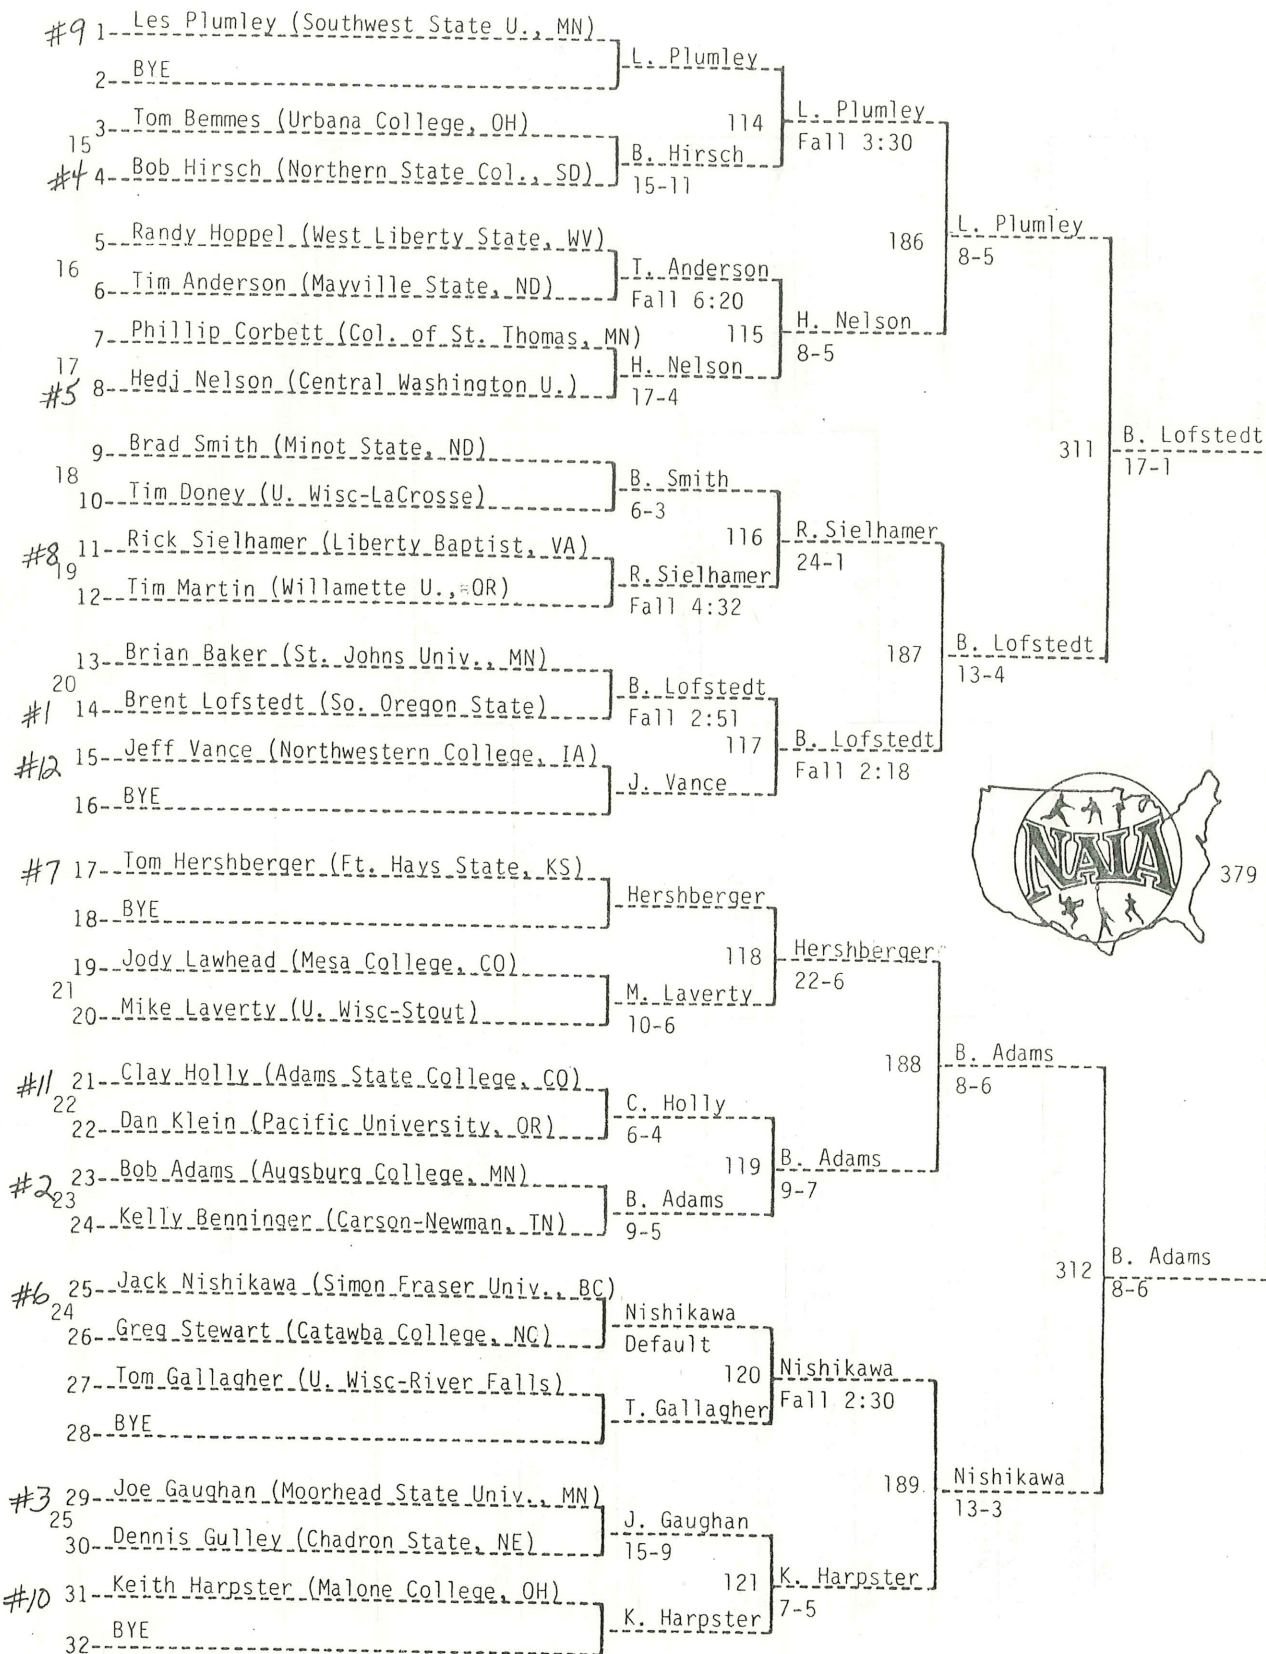 #9 1 Les Plumley (Southwest State U., MN)
L. Plumley
2 BYE
114 L. Plumley
Fall 3:30
3 Tom Bemmes (Urbana College, OH)
15
B. Hirsch
15-11
#4 4 Bob Hirsch (Northern State Col., SD)
186 L. Plumley
8-5
5 Randy Hoppel (West Liberty State, WV)
16
T. Anderson
Fall 6:20
6 Tim Anderson (Mayville State, ND)
115 H. Nelson
8-5
7 Phillip Corbett (Col. of St. Thomas, MN)
17
H. Nelson
17-4
#5 8 Hedj Nelson (Central Washington U.)
311 B. Lofstedt
17-1
9 Brad Smith (Minot State, ND)
18
B. Smith
6-3
10 Tim Doney (U. Wisc-LaCrosse)
116 R. Sielhamer
24-1
#8 11 Rick Sielhamer (Liberty Baptist, VA)
19
R. Sielhamer
Fall 4:32
12 Tim Martin (Willamette U., OR)
187 B. Lofstedt
13-4
13 Brian Baker (St. Johns Univ., MN)
20
B. Lofstedt
Fall 2:51
#1 14 Brent Lofstedt (So. Oregon State)
117 B. Lofstedt
Fall 2:18
#12 15 Jeff Vance (Northwestern College, IA)
J. Vance
16 BYE
NAIA
379
#7 17 Tom Hershberger (Ft. Hays State, KS)
Hershberger
18 BYE
118 Hershberger
22-6
19 Jody Lawhead (Mesa College, CO)
21
M. Laverty
10-6
20 Mike Laverty (U. Wisc-Stout)
188 B. Adams
8-6
#11 21 Clay Holly (Adams State College, CO)
22
C. Holly
6-4
22 Dan Klein (Pacific University, OR)
119 B. Adams
9-7
#2 23 Bob Adams (Augsburg College, MN)
23
B. Adams
9-5
24 Kelly Benninger (Carson-Newman, TN)
312 B. Adams
8-6
#6 25 Jack Nishikawa (Simon Fraser Univ., BC)
24
Nishikawa
Default
26 Greg Stewart (Catawba College, NC)
120 Nishikawa
Fall 2:30
27 Tom Gallagher (U. Wisc-River Falls)
T. Gallagher
28 BYE
189 Nishikawa
13-3
#3 29 Joe Gaughan (Moorhead State Univ., MN)
25
J. Gaughan
15-9
30 Dennis Gulley (Chadron State, NE)
121 K. Harpster
7-5
#10 31 Keith Harpster (Malone College, OH)
K. Harpster
32 BYE